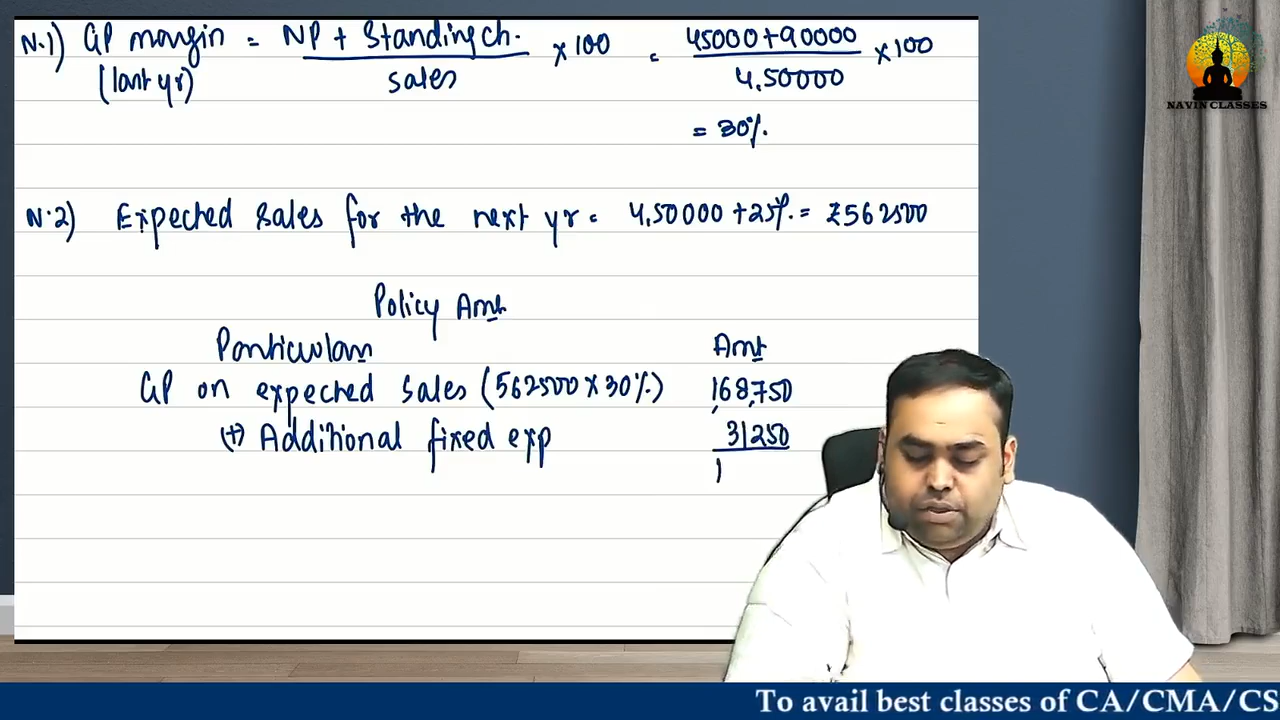 N.1) GP margin = NP + Standing ch. / sales × 100 = 45000+90000 / 4,50000 × 100
(last yr)
= 30%.
N.2) Expected sales for the next yr = 4,50000 + 25% = ₹562500
Policy Amt
Particulars Amt
GP on expected sales (562500 × 30%) 168,750
(+) Additional fixed exp 31250
1
NAVIN CLASSES
To avail best classes of CA/CMA/CS